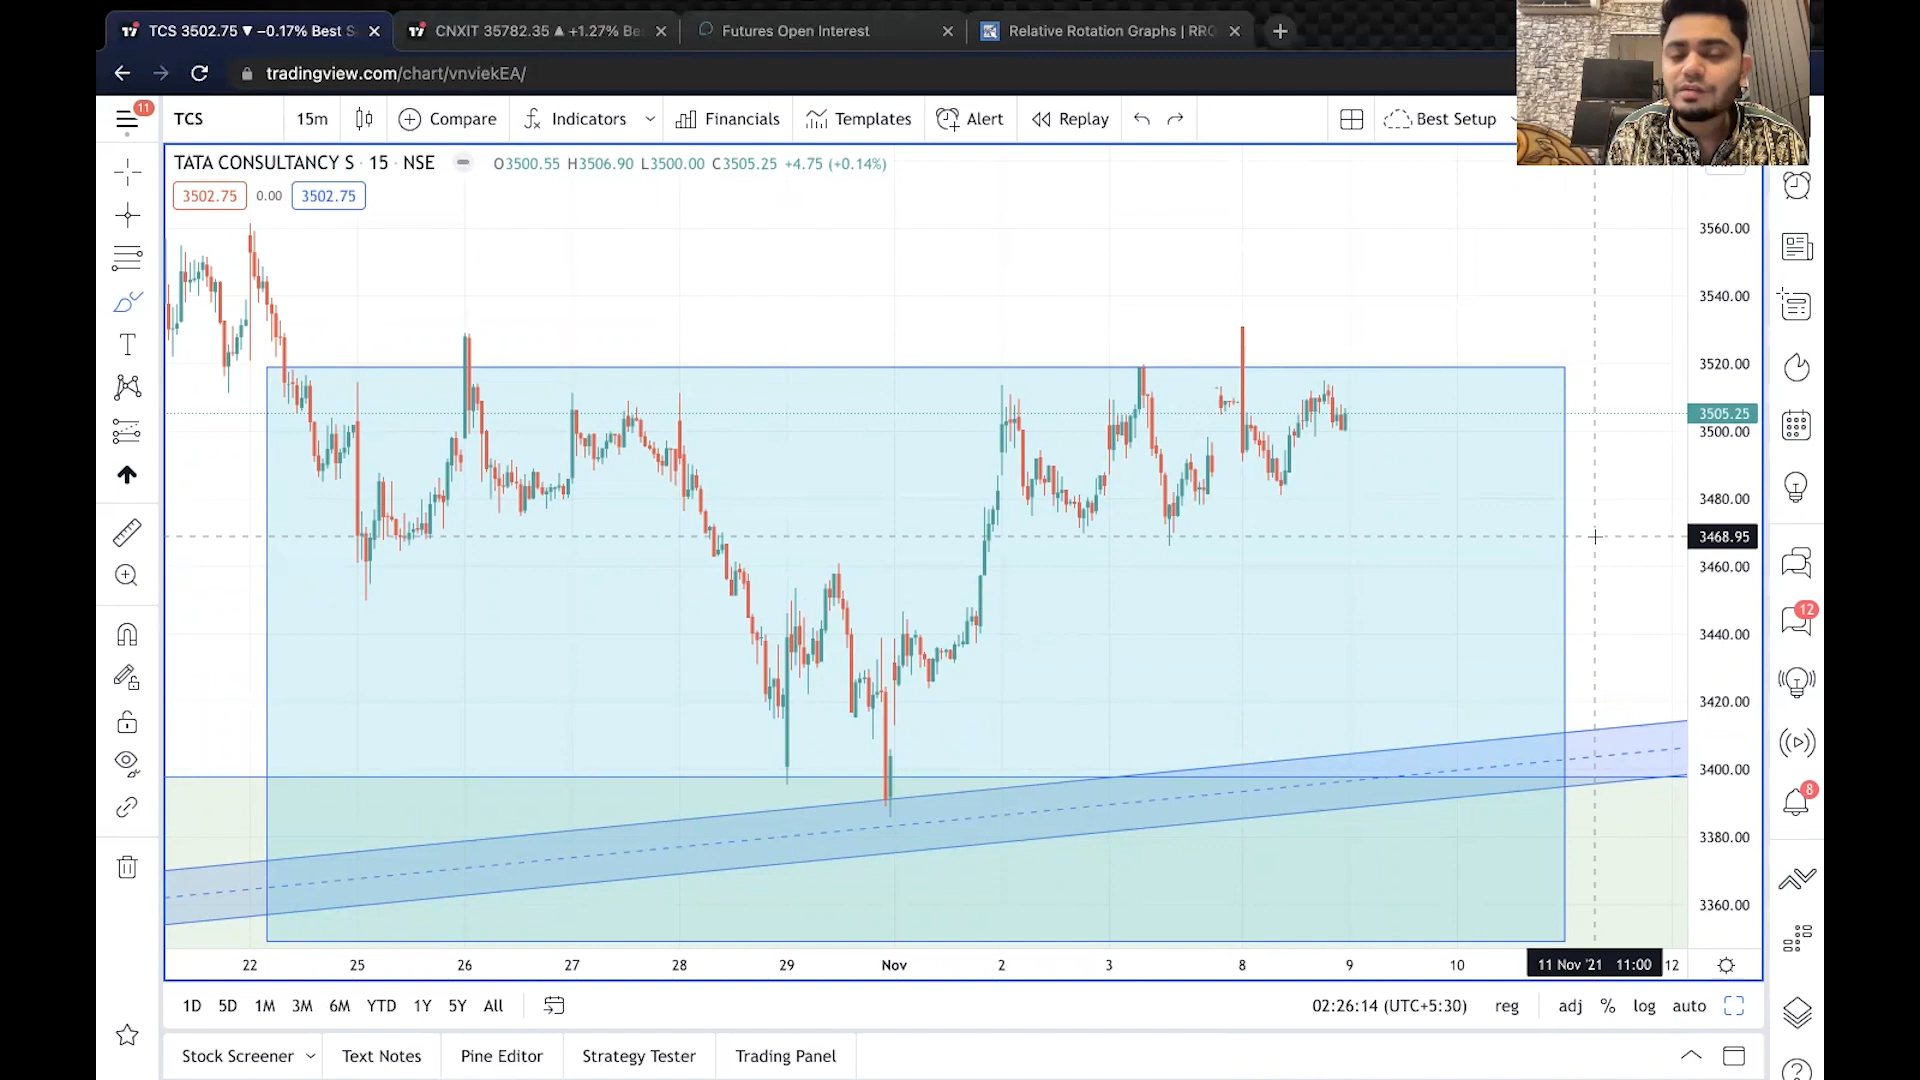 TCS 3502.75 ▼ −0.17% Best S
CNXIT 35782.35 ▲ +1.27% Be
Futures Open Interest
Relative Rotation Graphs | RRG
tradingview.com/chart/vnviekEA/
11
TCS
15m
Compare
Indicators
Financials
Templates
Alert
Replay
Best Setup
TATA CONSULTANCY S · 15 · NSE
O3500.55 H3506.90 L3500.00 C3505.25 +4.75 (+0.14%)
3502.75 0.00 3502.75
3560.00
3540.00
3520.00
3505.25
3500.00
3480.00
3468.95
3460.00
3440.00
3420.00
3400.00
3380.00
3360.00
12
8
22 25 26 27 28 29 Nov 2 3 8 9 10 11 Nov '21 11:00 12
1D 5D 1M 3M 6M YTD 1Y 5Y All
02:26:14 (UTC+5:30) reg adj % log auto
Stock Screener
Text Notes
Pine Editor
Strategy Tester
Trading Panel